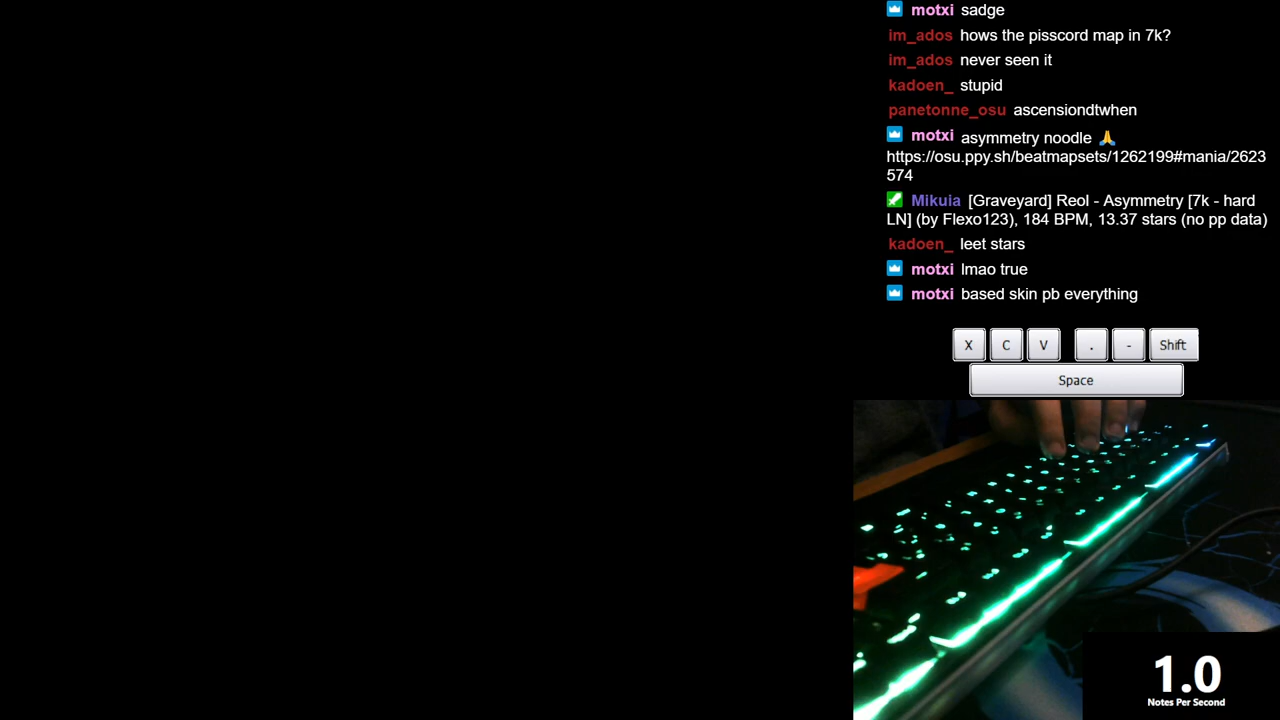 motxi sadge
im_ados hows the pisscord map in 7k?
im_ados never seen it
kadoen_ stupid
panetonne_osu ascensiondtwhen
motxi asymmetry noodle 🙏
https://osu.ppy.sh/beatmapsets/1262199#mania/2623
574
Mikuia [Graveyard] Reol - Asymmetry [7k - hard
LN] (by Flexo123), 184 BPM, 13.37 stars (no pp data)
kadoen_ leet stars
motxi lmao true
motxi based skin pb everything
X C V . - Shift
Space
1.0
Notes Per Second